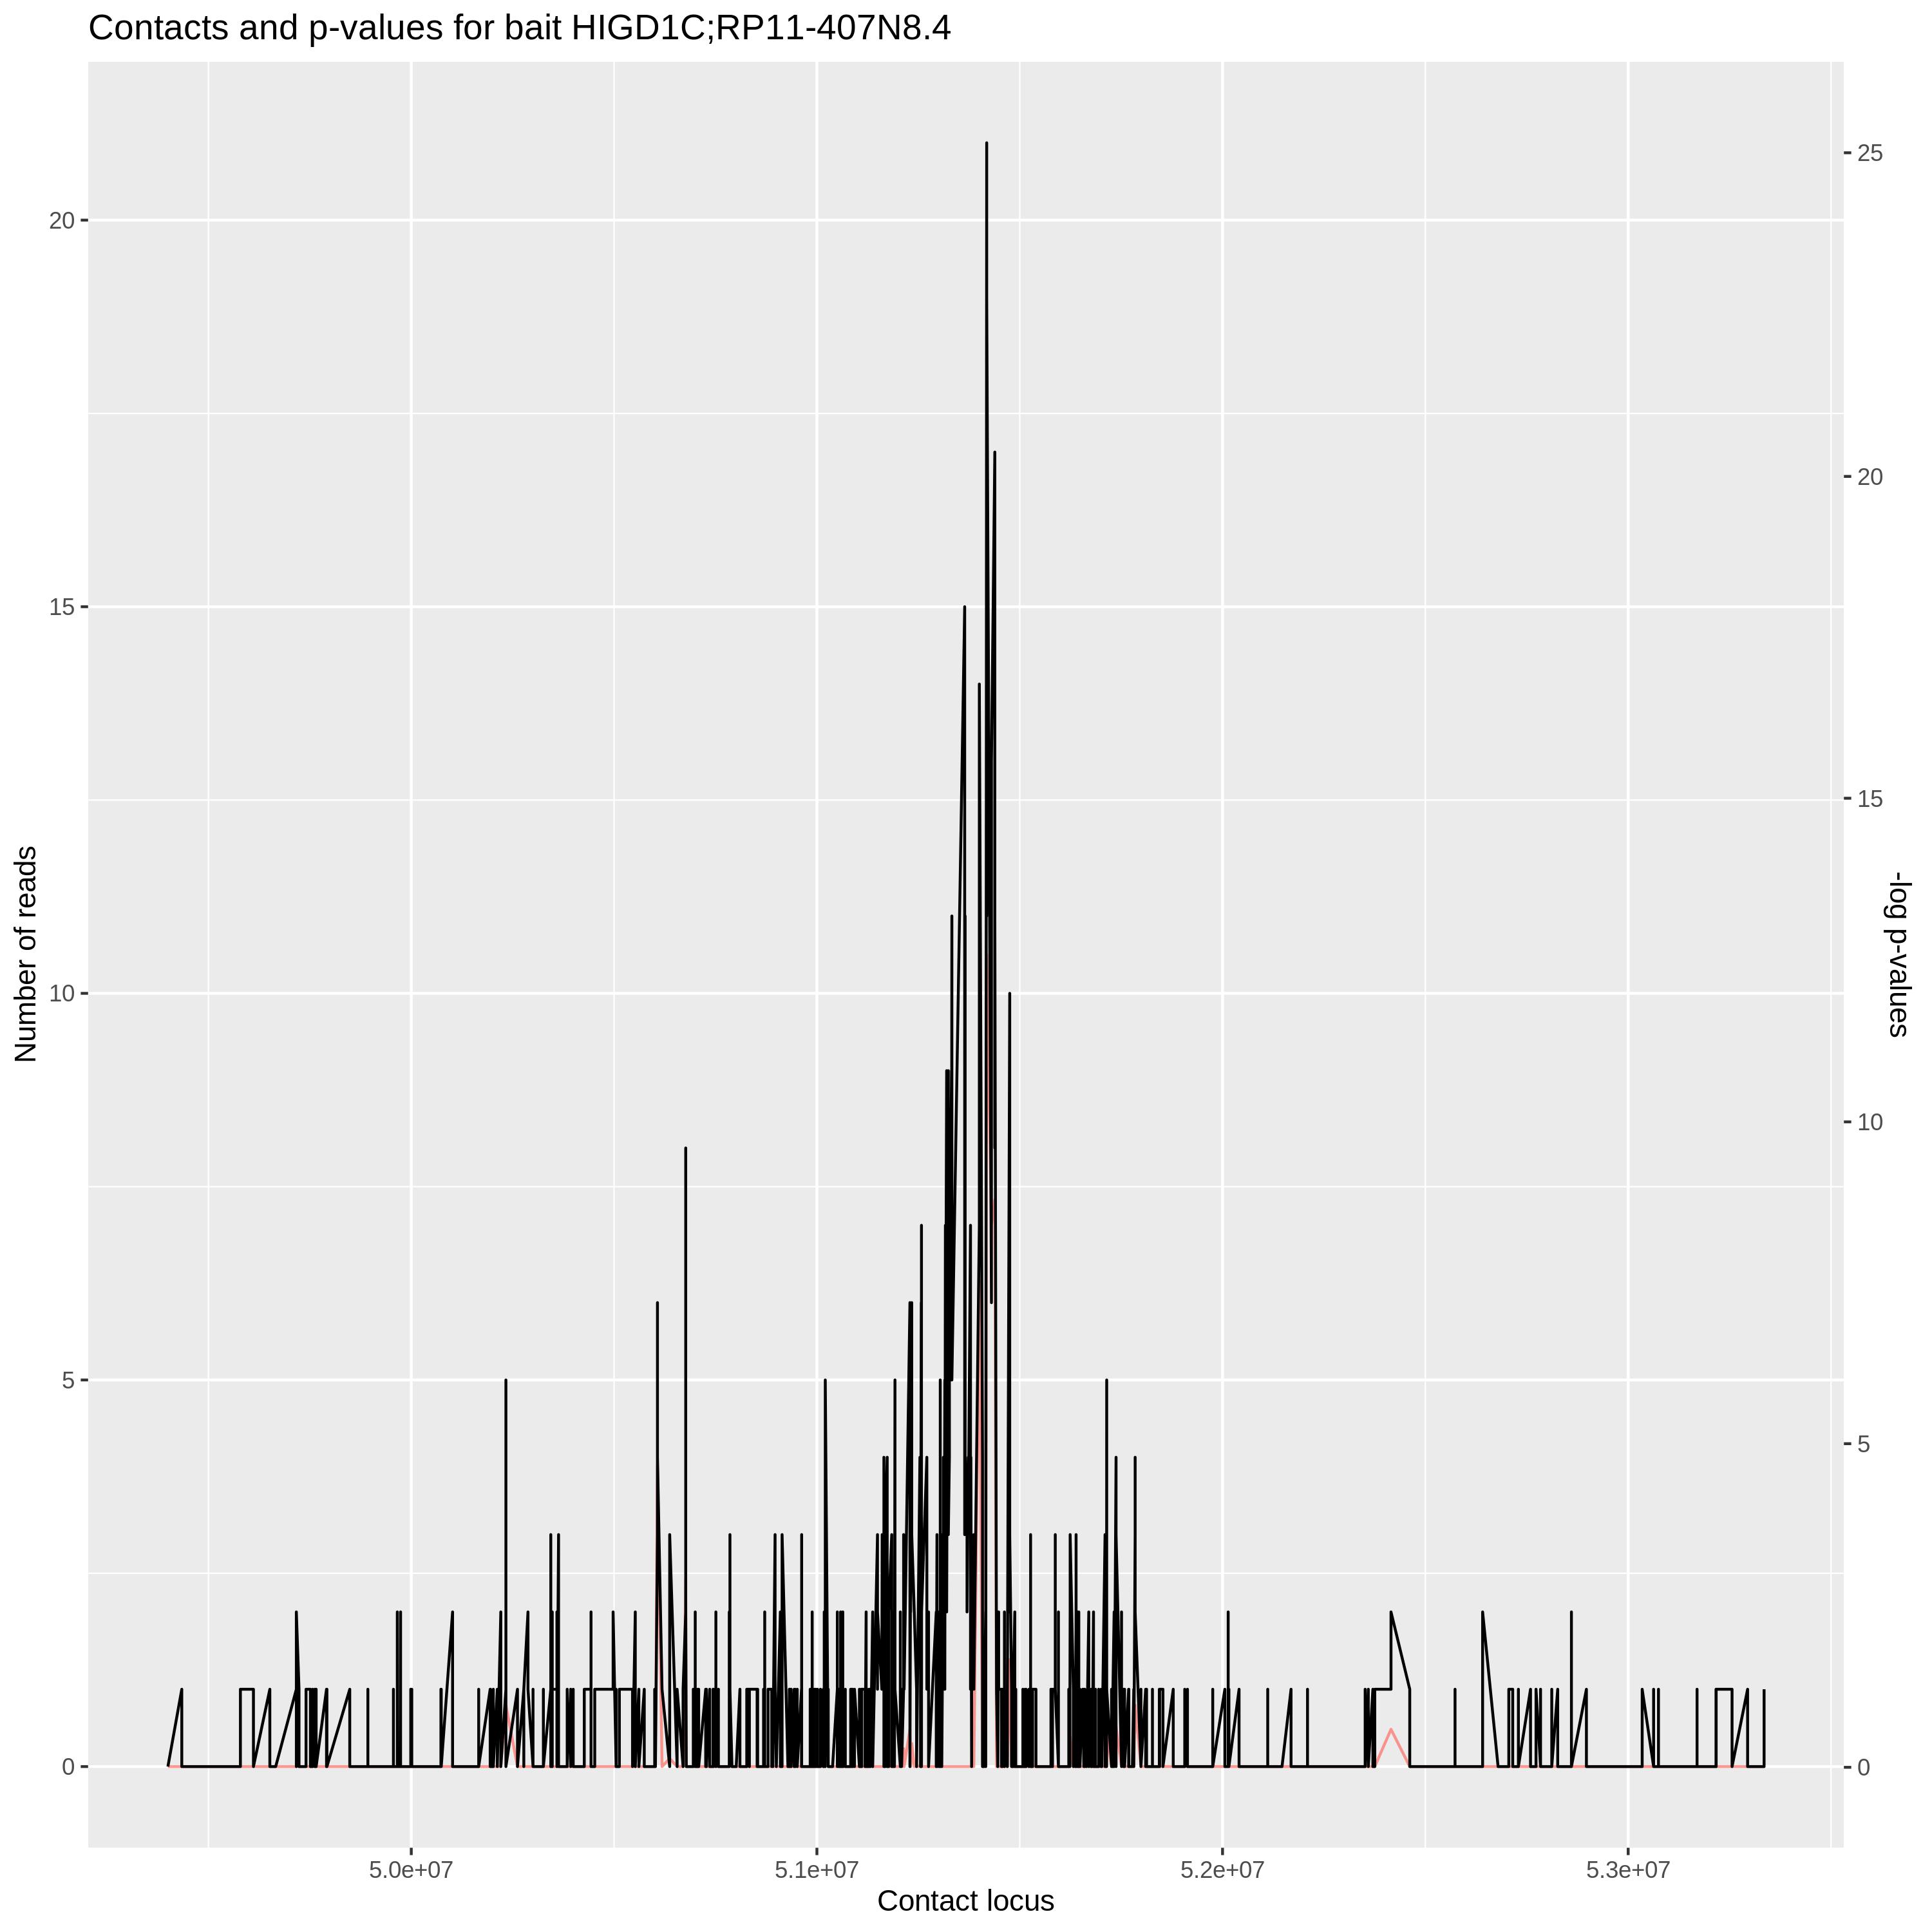 Contacts and p-values for bait HIGD1C;RP11-407N8.4
20
15
10
5
0
Number of reads
25
20
15
10
5
0
-log p-values
5.0e+07
5.1e+07
5.2e+07
5.3e+07
Contact locus